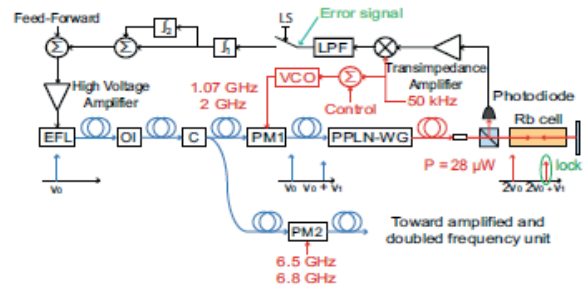 Feed-Forward
LS
Error signal
∫₂
∫₁
Σ
Σ
LPF
Transimpedance
Amplifier
High Voltage
Amplifier
1.07 GHz
2 GHz
VCO
Σ
Control
50 kHz
Photodiode
Rb cell
EFL
OI
C
PM1
PPLN-WG
P = 28 µW
lock
ν₀
ν₀ ν₀ + ν₁
2ν₀ 2ν₀ + ν₁
PM2
Toward amplified and
doubled frequency unit
6.5 GHz
6.8 GHz